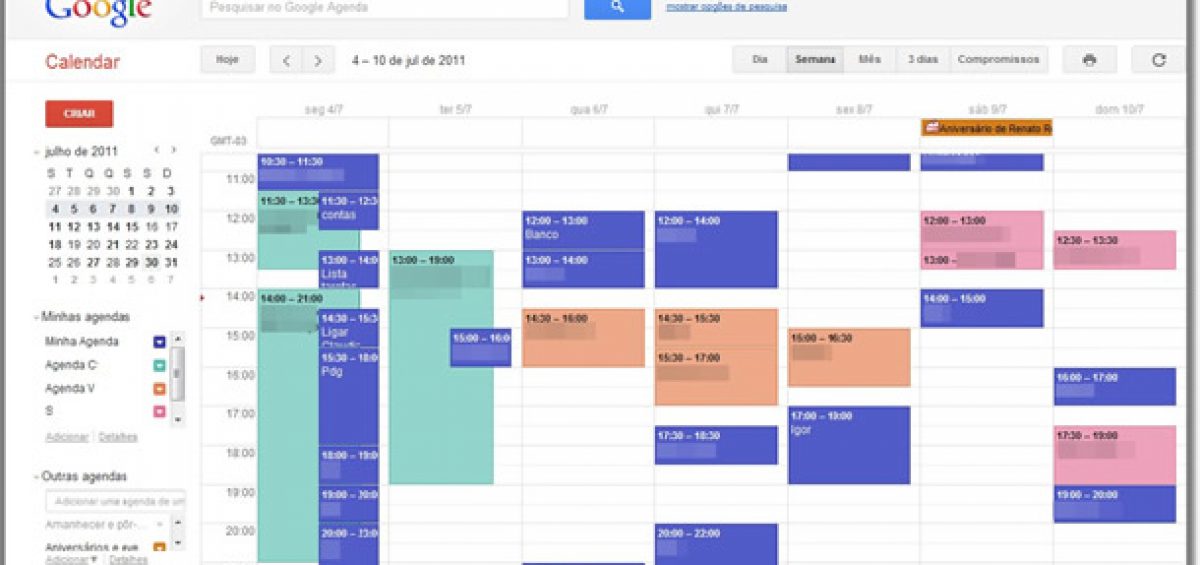 Google
Pesquisar no Google Agenda
mostrar opções de pesquisa
Calendar
Hoje
4 – 10 de jul de 2011
Dia
Semana
Mês
3 dias
Compromissos
CRIAR
julho de 2011
S T Q Q S S D
27 28 29 30 1 2 3
4 5 6 7 8 9 10
11 12 13 14 15 16 17
18 19 20 21 22 23 24
25 26 27 28 29 30 31
1 2 3 4 5 6 7
Minhas agendas
Minha Agenda
Agenda C
Agenda V
S
Adicionar Detalhes
Outras agendas
Adicionar uma agenda de um
Amanhecer e pôr-...
Aniversários e eve
Adicionar Detalhes
seg 4/7
ter 5/7
qua 6/7
qui 7/7
sex 8/7
sáb 9/7
dom 10/7
GMT-03
Aniversário de Renato R
11:00
12:00
13:00
14:00
15:00
16:00
17:00
18:00
19:00
20:00
10:30 – 11:30
11:30 – 13:3
11:30 – 12:3
contas
13:00 – 14:0
Lista
tarefas
14:00 – 21:00
14:30 – 15:3
Ligar
Claudi
15:30 – 18:0
Pdg
18:00 – 19:0
19:00 – 20:0
20:00 – 23:0
13:00 – 19:00
15:00 – 16:0
12:00 – 13:00
Banco
13:00 – 14:00
14:30 – 16:00
12:00 – 14:00
14:30 – 15:30
15:30 – 17:00
17:30 – 18:30
20:00 – 22:00
15:00 – 16:30
17:00 – 19:00
Igor
12:00 – 13:00
13:00 –
14:00 – 15:00
12:30 – 13:30
16:00 – 17:00
17:30 – 19:00
19:00 – 20:00